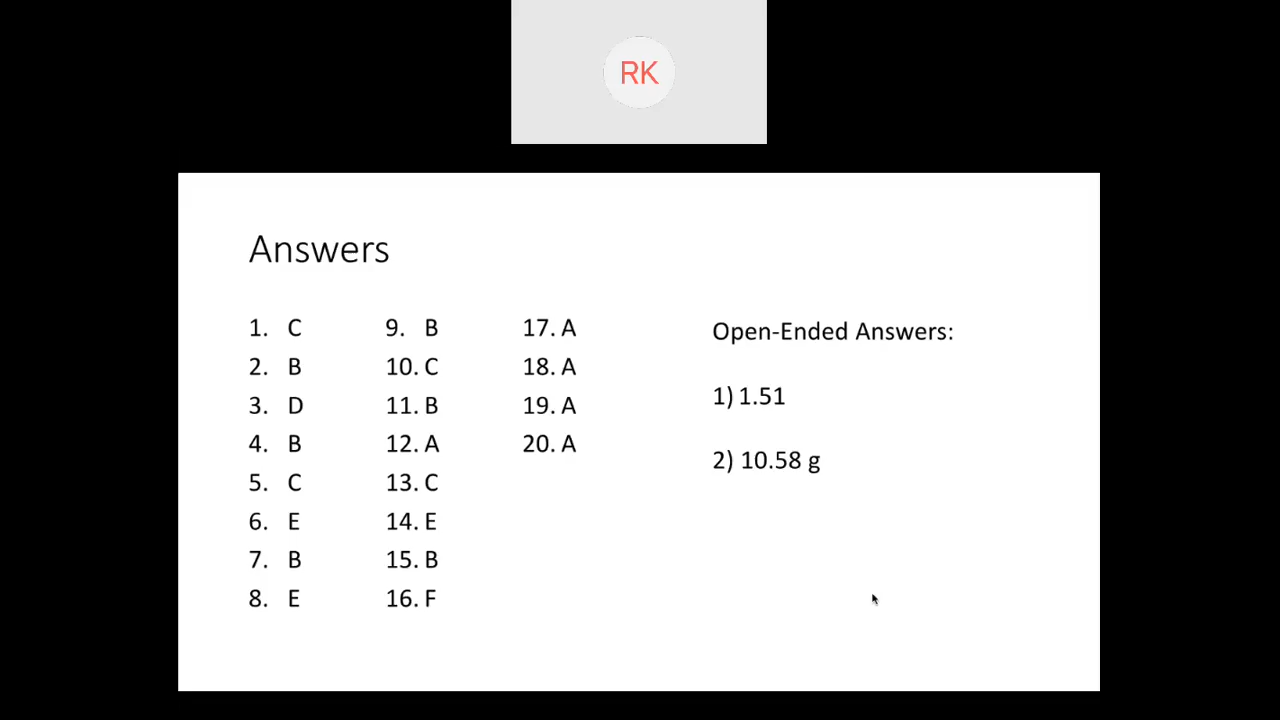 RK
Answers
1. C
2. B
3. D
4. B
5. C
6. E
7. B
8. E
9. B
10. C
11. B
12. A
13. C
14. E
15. B
16. F
17. A
18. A
19. A
20. A
Open-Ended Answers:
1) 1.51
2) 10.58 g